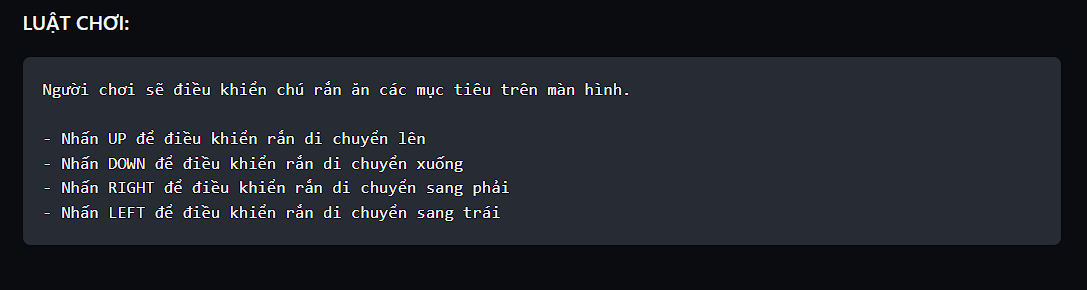 LUẬT CHƠI:
Người chơi sẽ điều khiển chú rắn ăn các mục tiêu trên màn hình.
- Nhấn UP để điều khiển rắn di chuyển lên
- Nhấn DOWN để điều khiển rắn di chuyển xuống
- Nhấn RIGHT để điều khiển rắn di chuyển sang phải
- Nhấn LEFT để điều khiển rắn di chuyển sang trái